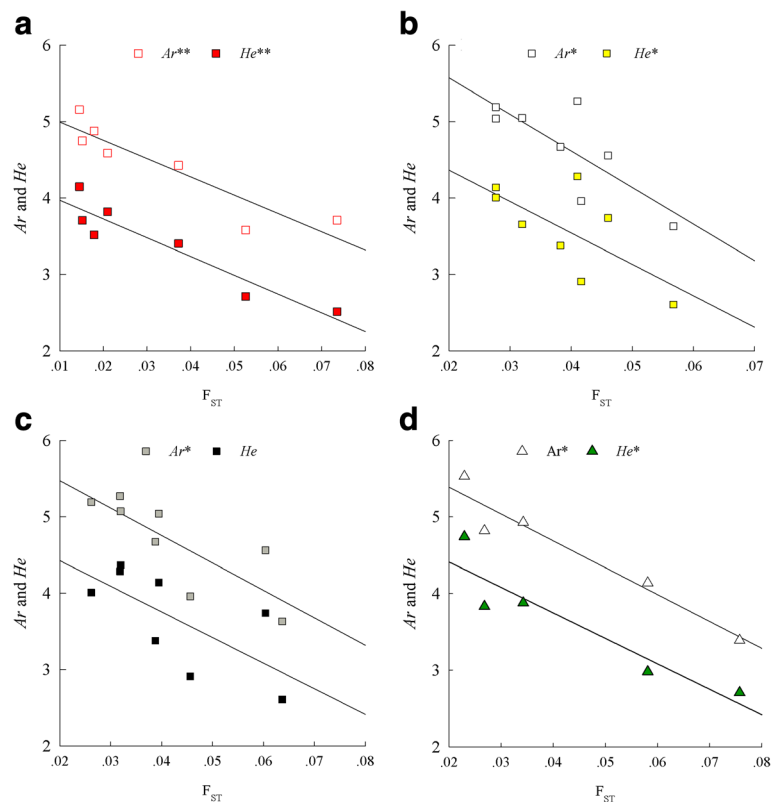 a
Ar** He**
6
5
4
3
2
Ar and He
.01 .02 .03 .04 .05 .06 .07 .08
FST
b
Ar* He*
6
5
4
3
2
Ar and He
.02 .03 .04 .05 .06 .07
FST
c
Ar* He
6
5
4
3
2
Ar and He
.02 .03 .04 .05 .06 .07 .08
FST
d
Ar* He*
6
5
4
3
2
Ar and He
.02 .03 .04 .05 .06 .07 .08
FST